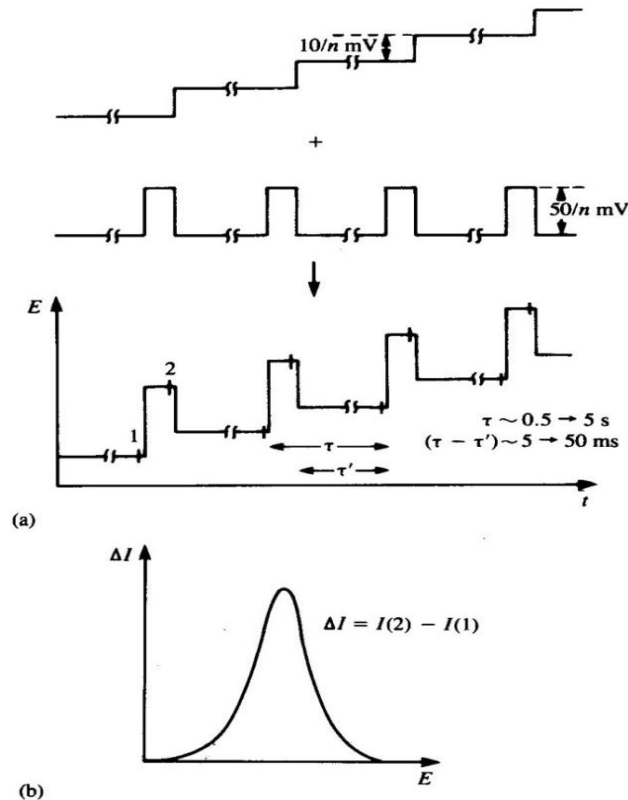 10/n mV
+
50/n mV
E
2
1
τ ~ 0.5 → 5 s
τ
(τ − τ′) ~ 5 → 50 ms
τ′
t
(a)
ΔI
ΔI = I(2) − I(1)
E
(b)